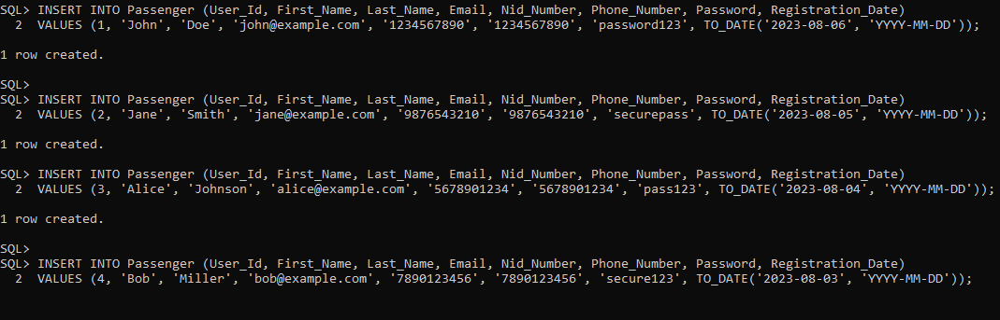 SQL> INSERT INTO Passenger (User_Id, First_Name, Last_Name, Email, Nid_Number, Phone_Number, Password, Registration_Date)
  2  VALUES (1, 'John', 'Doe', 'john@example.com', '1234567890', '1234567890', 'password123', TO_DATE('2023-08-06', 'YYYY-MM-DD'));
1 row created.
SQL>
SQL> INSERT INTO Passenger (User_Id, First_Name, Last_Name, Email, Nid_Number, Phone_Number, Password, Registration_Date)
  2  VALUES (2, 'Jane', 'Smith', 'jane@example.com', '9876543210', '9876543210', 'securepass', TO_DATE('2023-08-05', 'YYYY-MM-DD'));
1 row created.
SQL> INSERT INTO Passenger (User_Id, First_Name, Last_Name, Email, Nid_Number, Phone_Number, Password, Registration_Date)
  2  VALUES (3, 'Alice', 'Johnson', 'alice@example.com', '5678901234', '5678901234', 'pass123', TO_DATE('2023-08-04', 'YYYY-MM-DD'));
1 row created.
SQL>
SQL> INSERT INTO Passenger (User_Id, First_Name, Last_Name, Email, Nid_Number, Phone_Number, Password, Registration_Date)
  2  VALUES (4, 'Bob', 'Miller', 'bob@example.com', '7890123456', '7890123456', 'secure123', TO_DATE('2023-08-03', 'YYYY-MM-DD'));